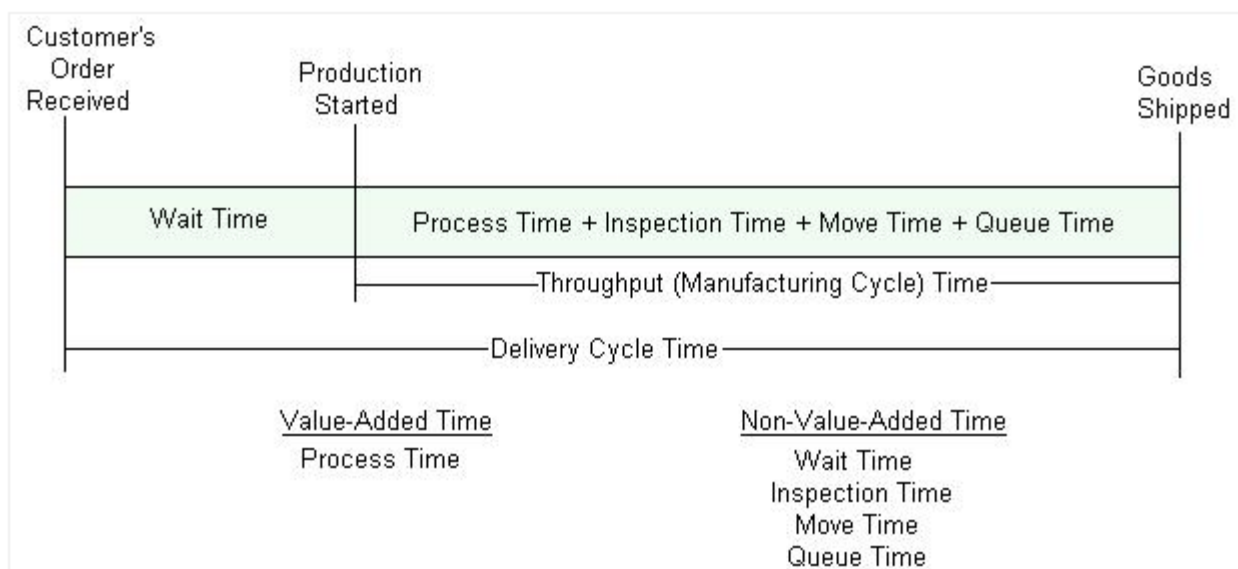 Customer's
Order
Received
Production
Started
Goods
Shipped
Wait Time
Process Time + Inspection Time + Move Time + Queue Time
Throughput (Manufacturing Cycle) Time
Delivery Cycle Time
Value-Added Time
Process Time
Non-Value-Added Time
Wait Time
Inspection Time
Move Time
Queue Time